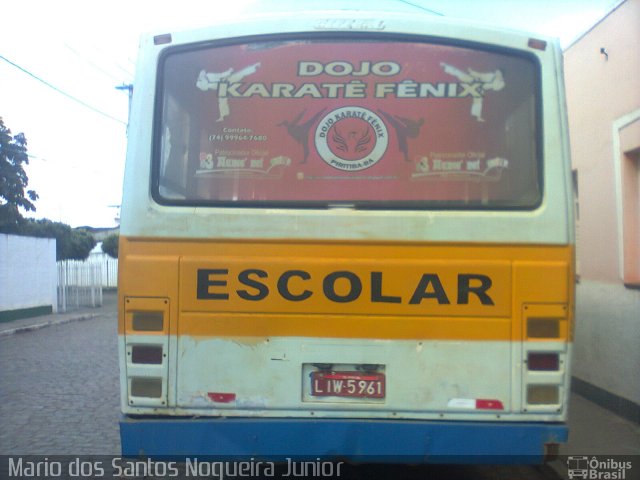 DOJO
KARATÊ FÊNIX
Contato
(74) 99964-7680
DOJO KARATE FÊNIX
PIRITIBA-BA
ESCOLAR
LIW-5961
Mario dos Santos Nogueira Junior
Ônibus
Brasil